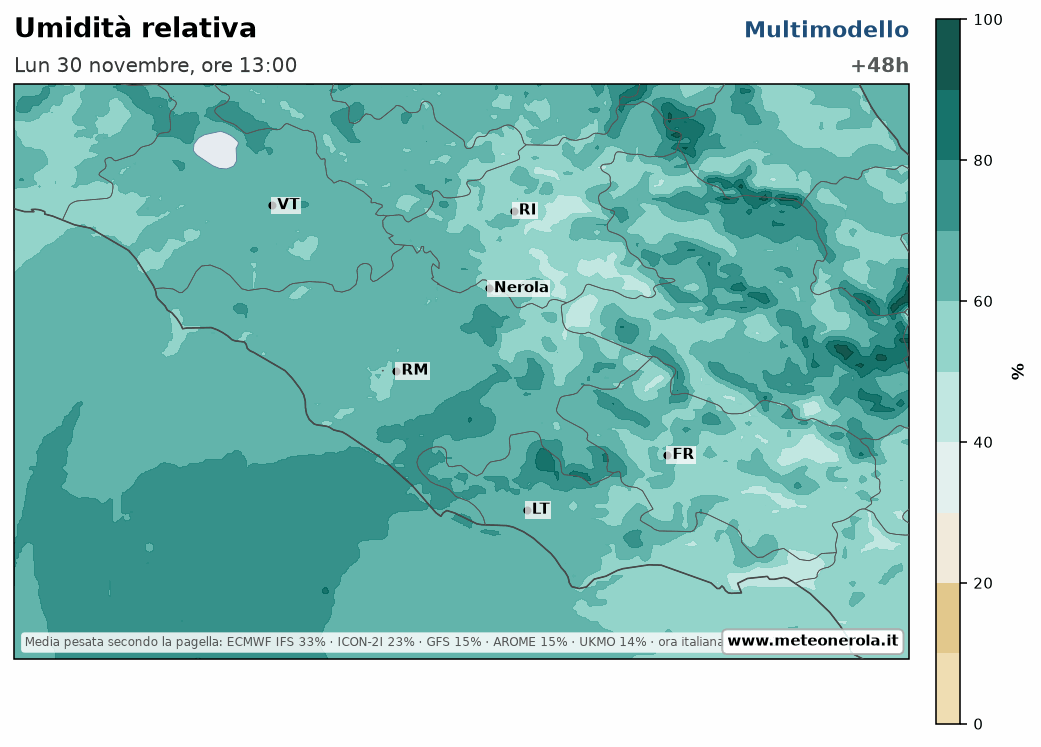 Umidità relativa
Multimodello
Lun 30 novembre, ore 13:00
+48h
100
80
60
40
20
0
%
VT
RI
Nerola
RM
FR
LT
Media pesata secondo la pagella: ECMWF IFS 33% · ICON-2I 23% · GFS 15% · AROME 15% · UKMO 14% · ora italiana
www.meteonerola.it